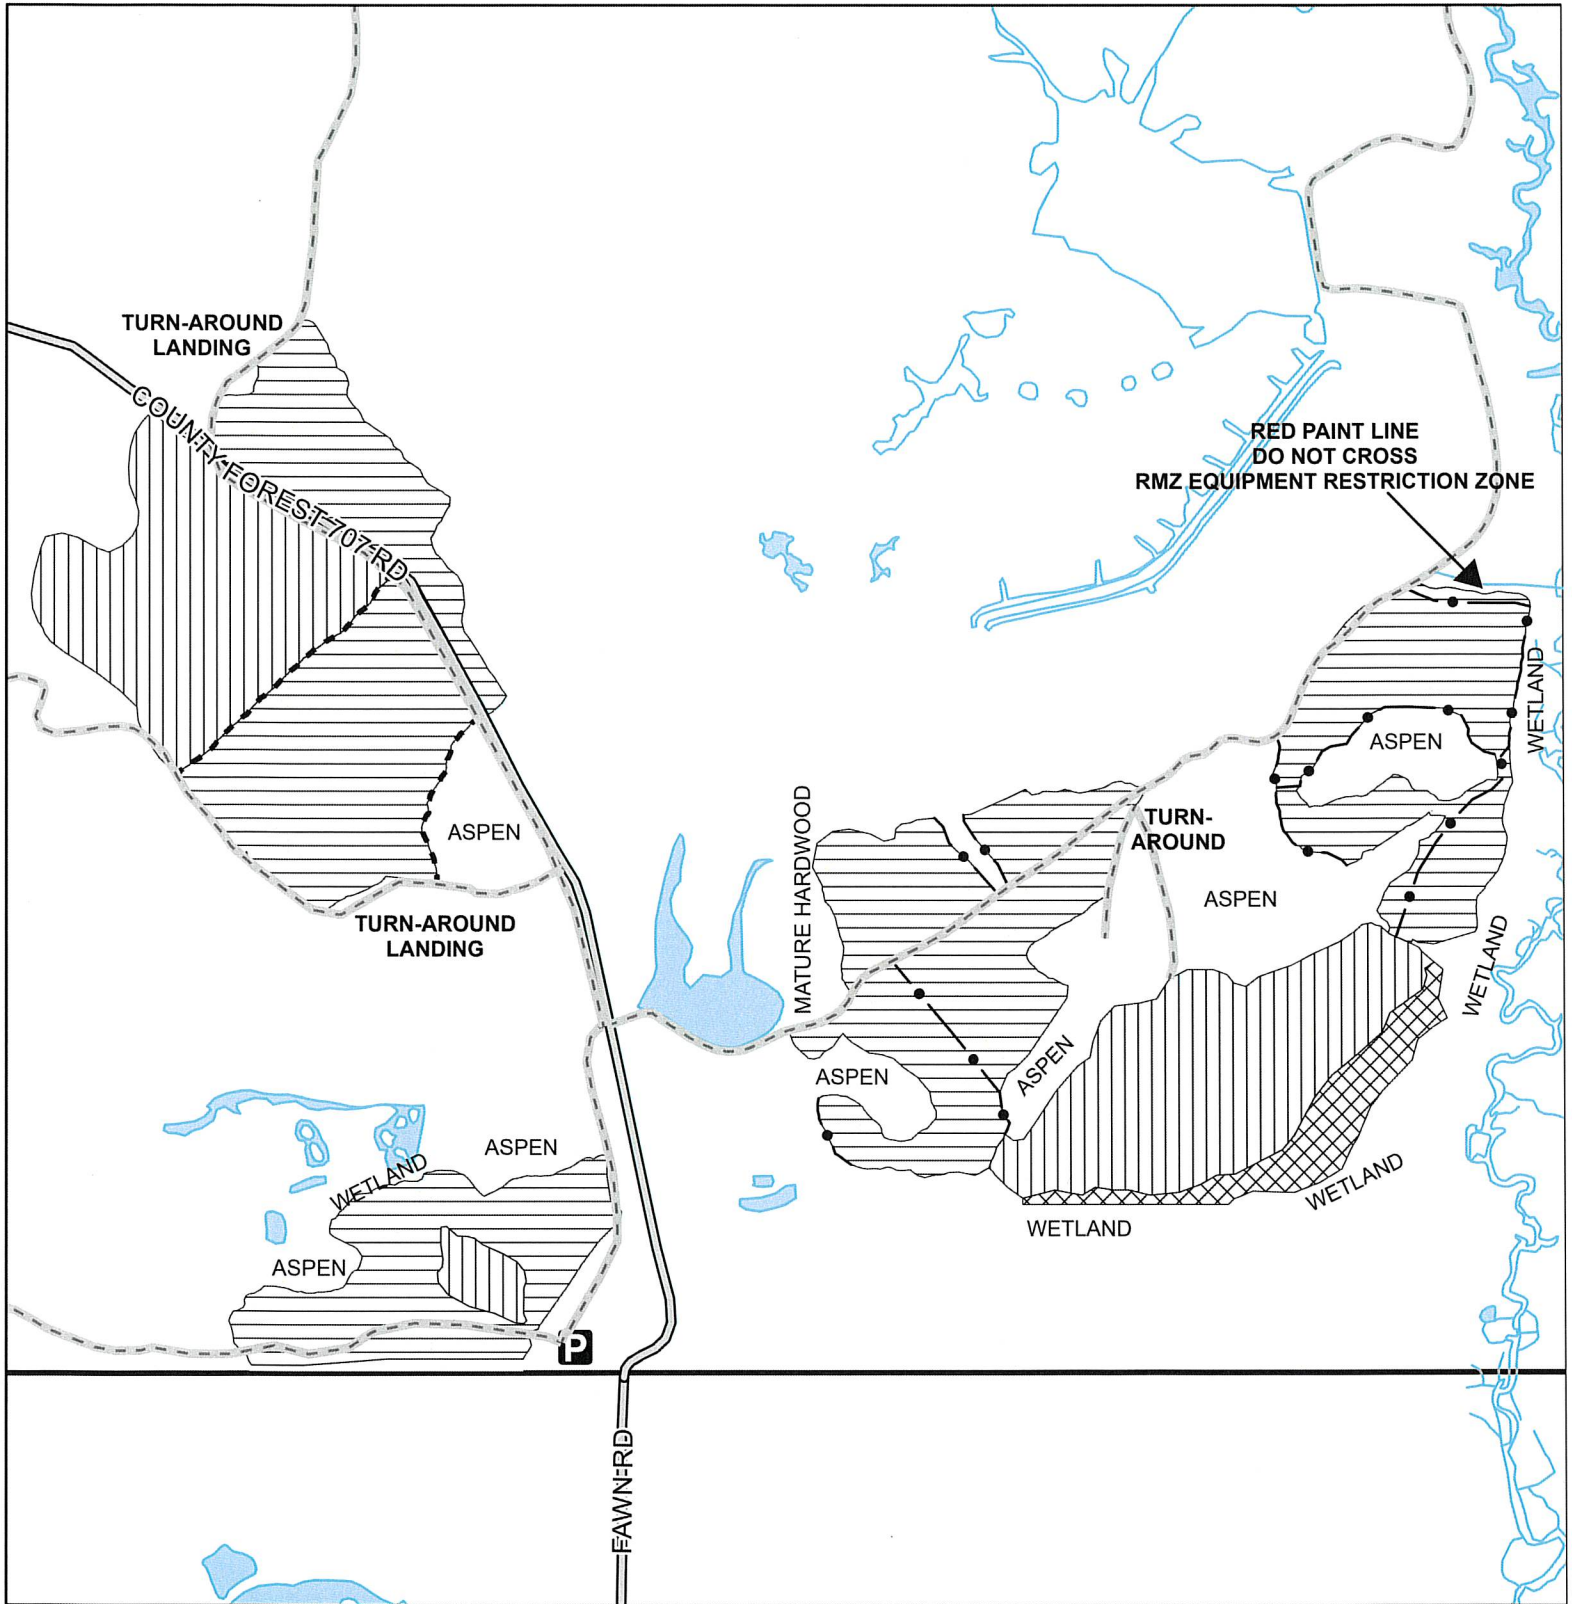 TURN-AROUND
LANDING
COUNTY FOREST 707 RD
RED PAINT LINE
DO NOT CROSS
RMZ EQUIPMENT RESTRICTION ZONE
WETLAND
ASPEN
MATURE HARDWOOD
TURN-
AROUND
ASPEN
ASPEN
TURN-AROUND
LANDING
WETLAND
ASPEN
ASPEN
ASPEN
WETLAND
WETLAND
WETLAND
ASPEN
P
FAWN RD